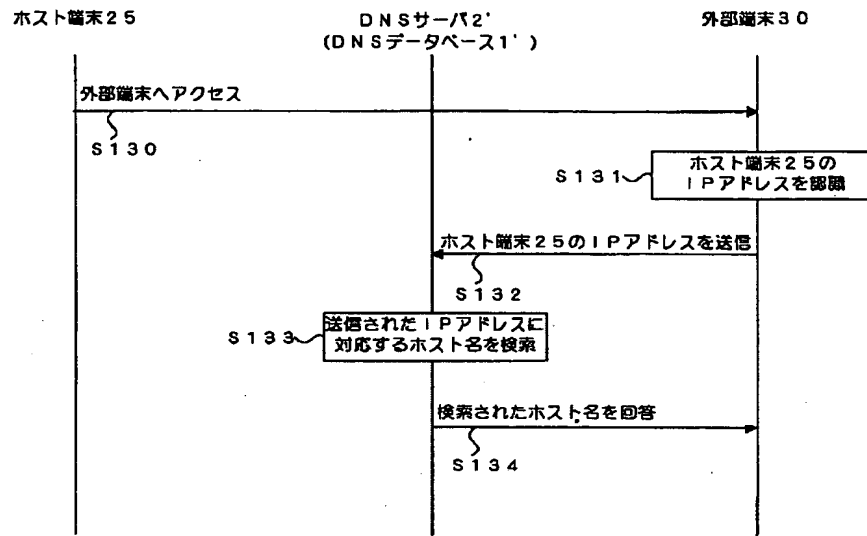 ホスト端末25
DNSサーバ2'
(DNSデータベース1')
外部端末30
外部端末へアクセス
S130
S131
ホスト端末25の
IPアドレスを認識
ホスト端末25のIPアドレスを送信
S132
S133
送信されたIPアドレスに
対応するホスト名を検索
検索されたホスト名を回答
S134